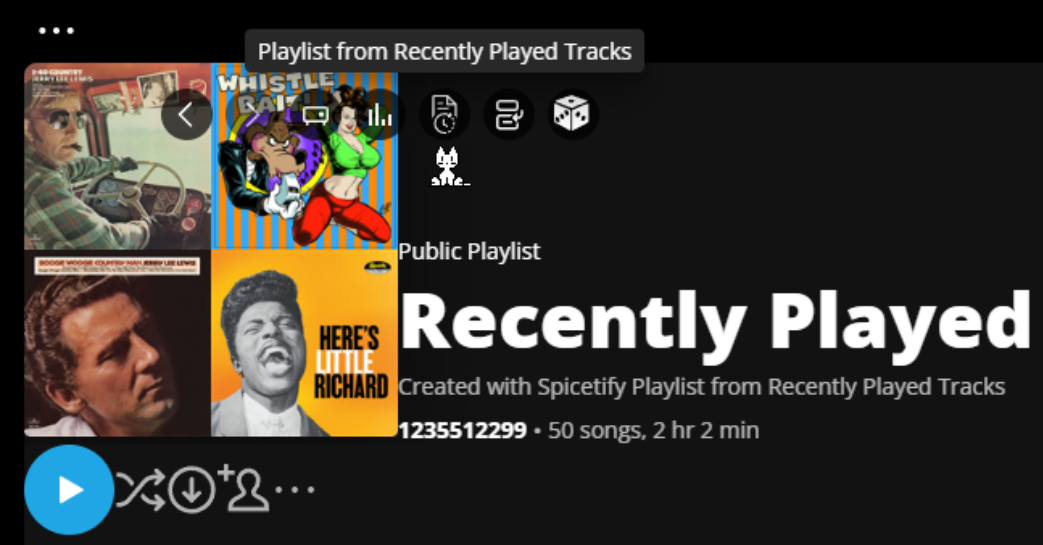 Playlist from Recently Played Tracks
I-40 COUNTRY
JERRY LEE LEWIS
WHISTLE
BAIT
BOOGIE WOOGIE COUNTRY MAN JERRY LEE LEWIS
HERE'S
LITTLE
RICHARD
Public Playlist
Recently Played
Created with Spicetify Playlist from Recently Played Tracks
1235512299 • 50 songs, 2 hr 2 min